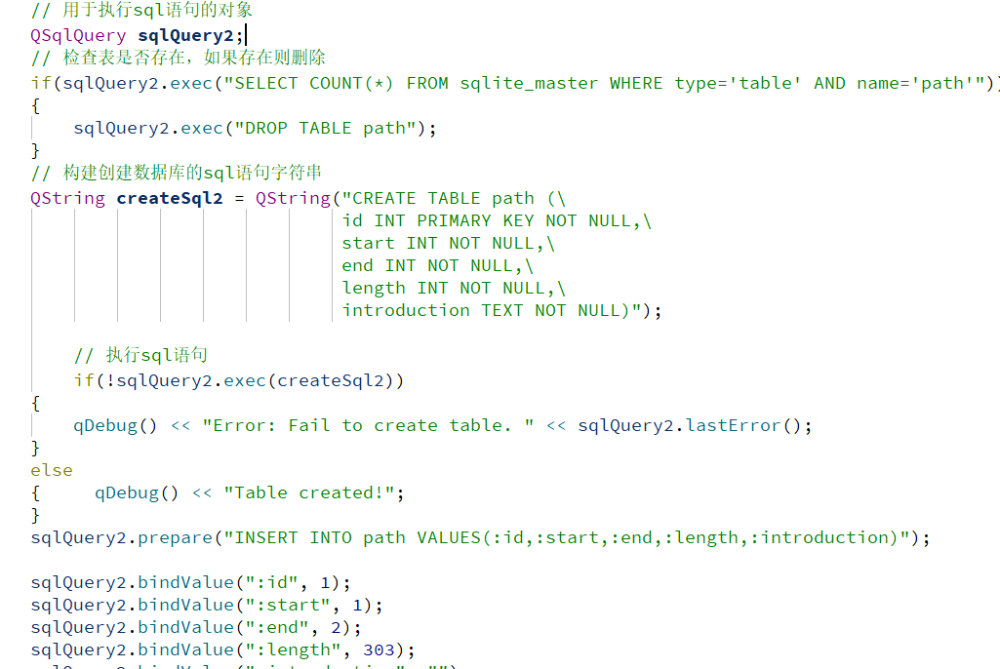 // 用于执行sql语句的对象
QSqlQuery sqlQuery2;
// 检查表是否存在，如果存在则删除
if(sqlQuery2.exec("SELECT COUNT(*) FROM sqlite_master WHERE type='table' AND name='path'"))
{
    sqlQuery2.exec("DROP TABLE path");
}
// 构建创建数据库的sql语句字符串
QString createSql2 = QString("CREATE TABLE path (\
                             id INT PRIMARY KEY NOT NULL,\
                             start INT NOT NULL,\
                             end INT NOT NULL,\
                             length INT NOT NULL,\
                             introduction TEXT NOT NULL)");
    // 执行sql语句
    if(!sqlQuery2.exec(createSql2))
{
    qDebug() << "Error: Fail to create table. " << sqlQuery2.lastError();
}
else
{     qDebug() << "Table created!";
}
sqlQuery2.prepare("INSERT INTO path VALUES(:id,:start,:end,:length,:introduction)");
sqlQuery2.bindValue(":id", 1);
sqlQuery2.bindValue(":start", 1);
sqlQuery2.bindValue(":end", 2);
sqlQuery2.bindValue(":length", 303);